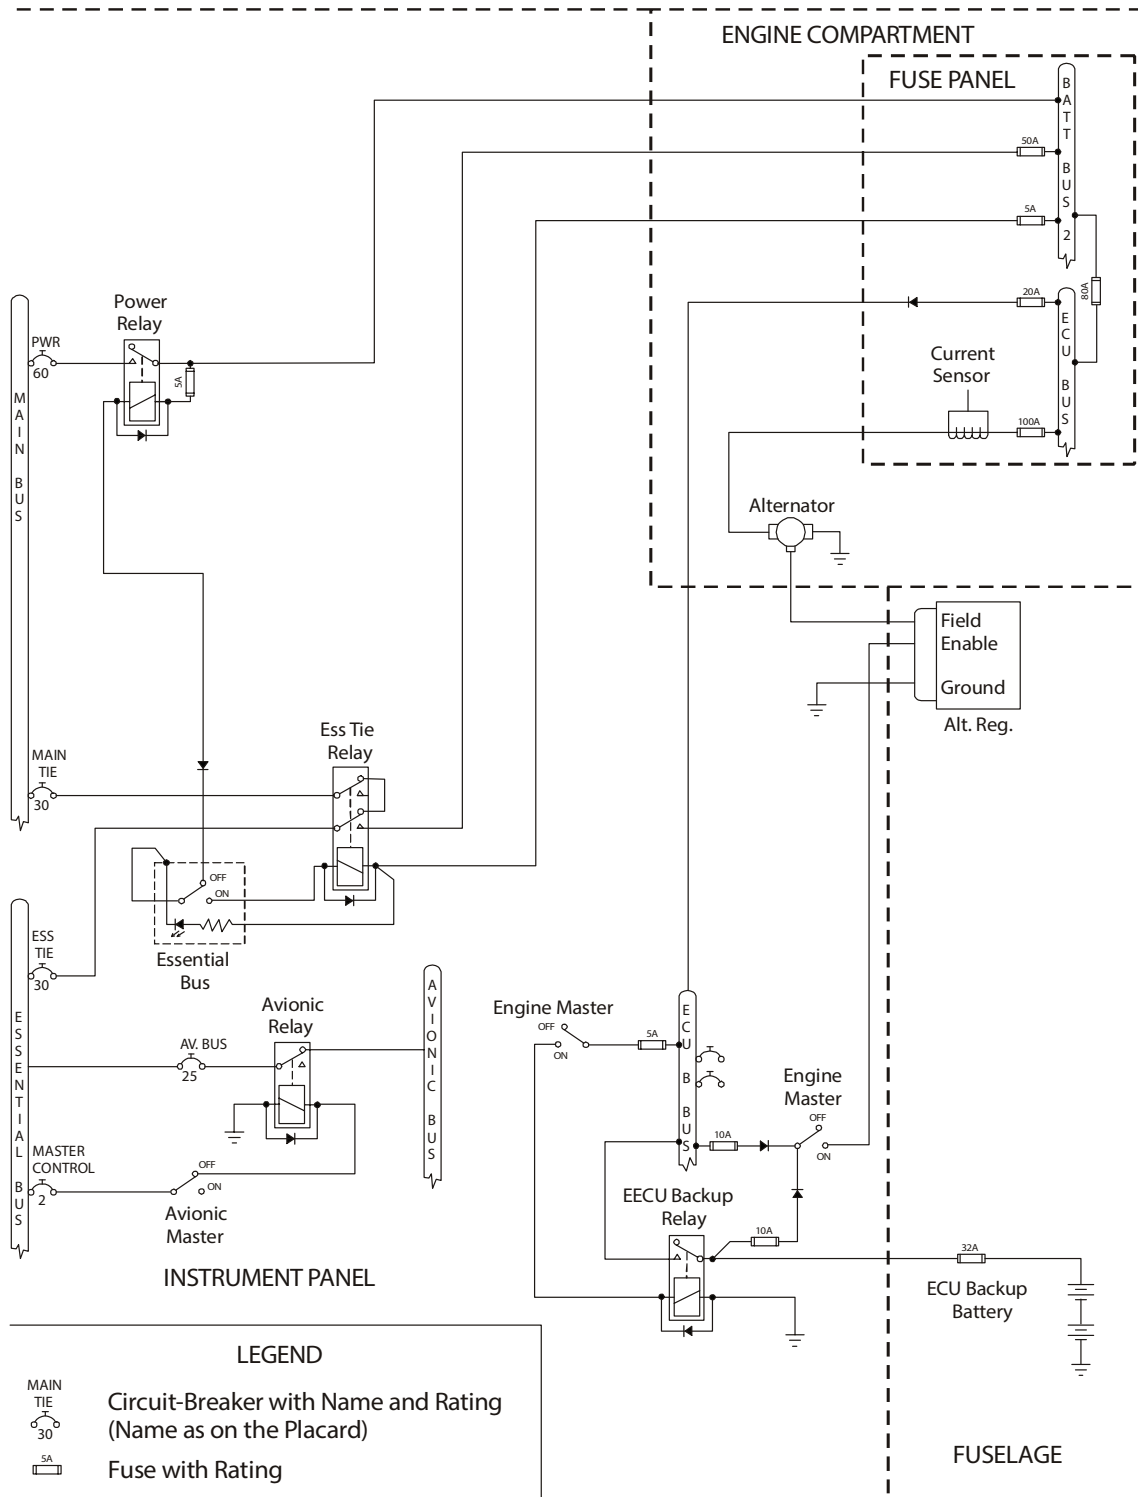 ENGINE COMPARTMENT
FUSE PANEL
BATT BUS 2
50A
5A
80A
20A
ECU BUS
Current
Sensor
100A
Power
Relay
PWR
60
5A
MAIN BUS
Alternator
Field
Enable
Ground
Alt. Reg.
Ess Tie
Relay
MAIN
TIE
30
OFF
ON
Essential
Bus
ESS
TIE
30
ESSENTIAL BUS
Avionic
Relay
AVIONIC BUS
AV. BUS
25
MASTER
CONTROL
2
OFF
ON
Avionic
Master
INSTRUMENT PANEL
Engine Master
OFF
ON
5A
ECU B BUS
Engine
Master
OFF
ON
10A
EECU Backup
Relay
10A
32A
ECU Backup
Battery
FUSELAGE
LEGEND
MAIN
TIE
30
Circuit-Breaker with Name and Rating
(Name as on the Placard)
5A
Fuse with Rating